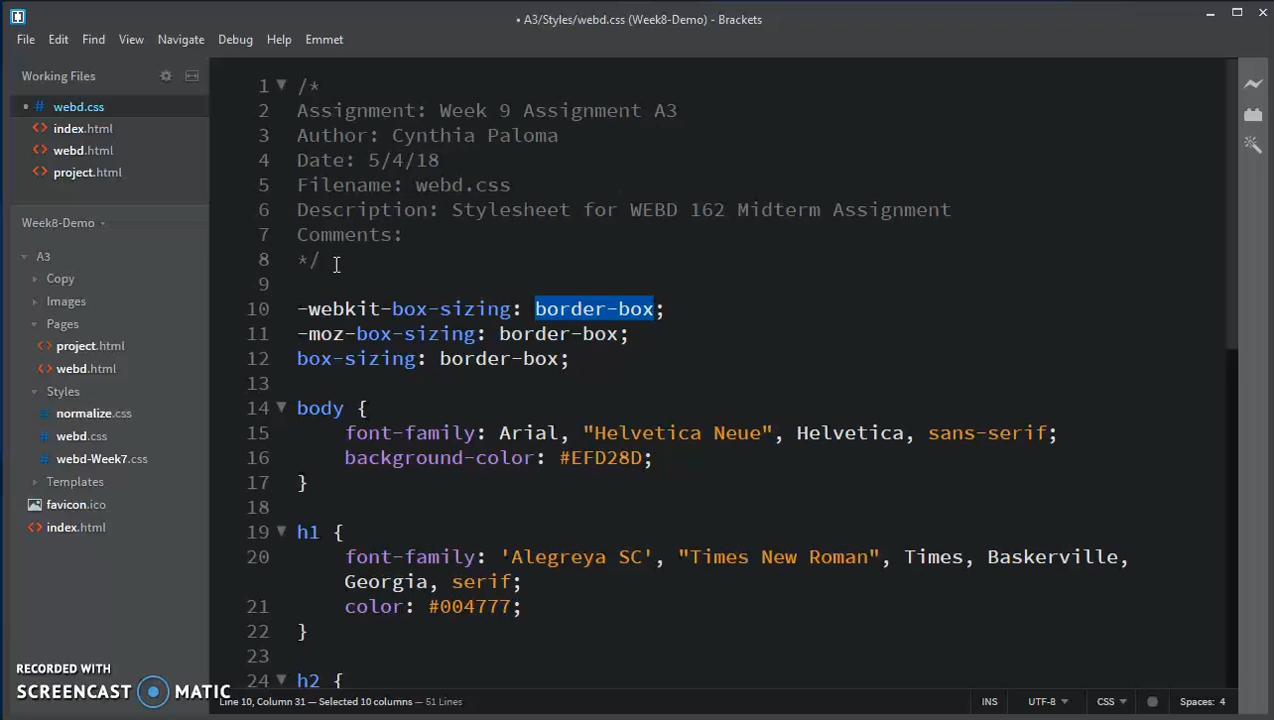 • A3/Styles/webd.css (Week8-Demo) - Brackets
File Edit Find View Navigate Debug Help Emmet
Working Files
webd.css
index.html
webd.html
project.html
Week8-Demo
A3
Copy
Images
Pages
project.html
webd.html
Styles
normalize.css
webd.css
webd-Week7.css
Templates
favicon.ico
index.html
1 /*
2 Assignment: Week 9 Assignment A3
3 Author: Cynthia Paloma
4 Date: 5/4/18
5 Filename: webd.css
6 Description: Stylesheet for WEBD 162 Midterm Assignment
7 Comments:
8 */
9
10 -webkit-box-sizing: border-box;
11 -moz-box-sizing: border-box;
12 box-sizing: border-box;
13
14 body {
15 font-family: Arial, "Helvetica Neue", Helvetica, sans-serif;
16 background-color: #EFD28D;
17 }
18
19 h1 {
20 font-family: 'Alegreya SC', "Times New Roman", Times, Baskerville,
Georgia, serif;
21 color: #004777;
22 }
23
24 h2 {
RECORDED WITH
SCREENCAST MATIC
Line 10, Column 31 — Selected 10 columns — 51 Lines
INS UTF-8 CSS Spaces: 4